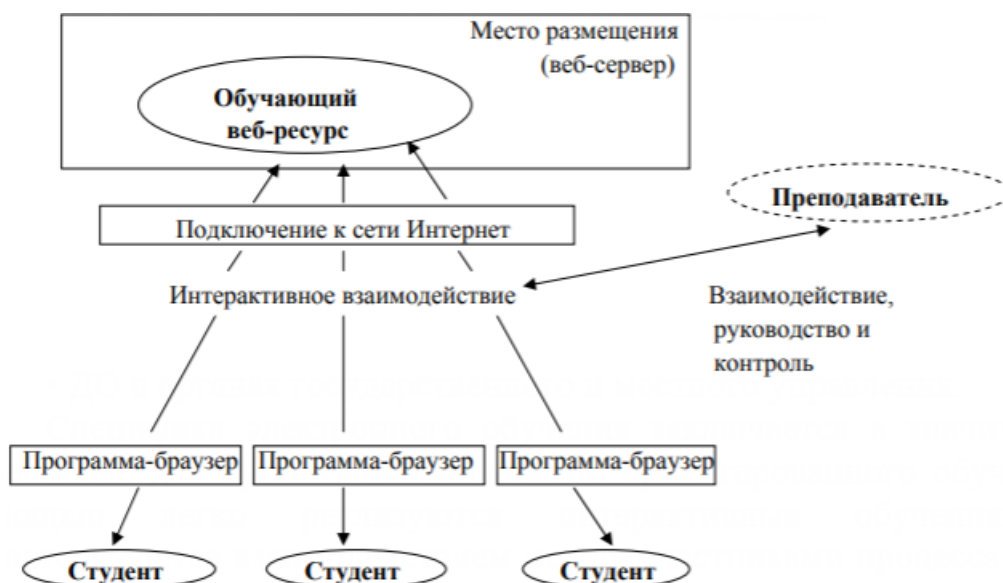 Место размещения
(веб-сервер)
Обучающий
веб-ресурс
Преподаватель
Подключение к сети Интернет
Интерактивное взаимодействие
Взаимодействие,
руководство и
контроль
Программа-браузер
Программа-браузер
Программа-браузер
Студент
Студент
Студент